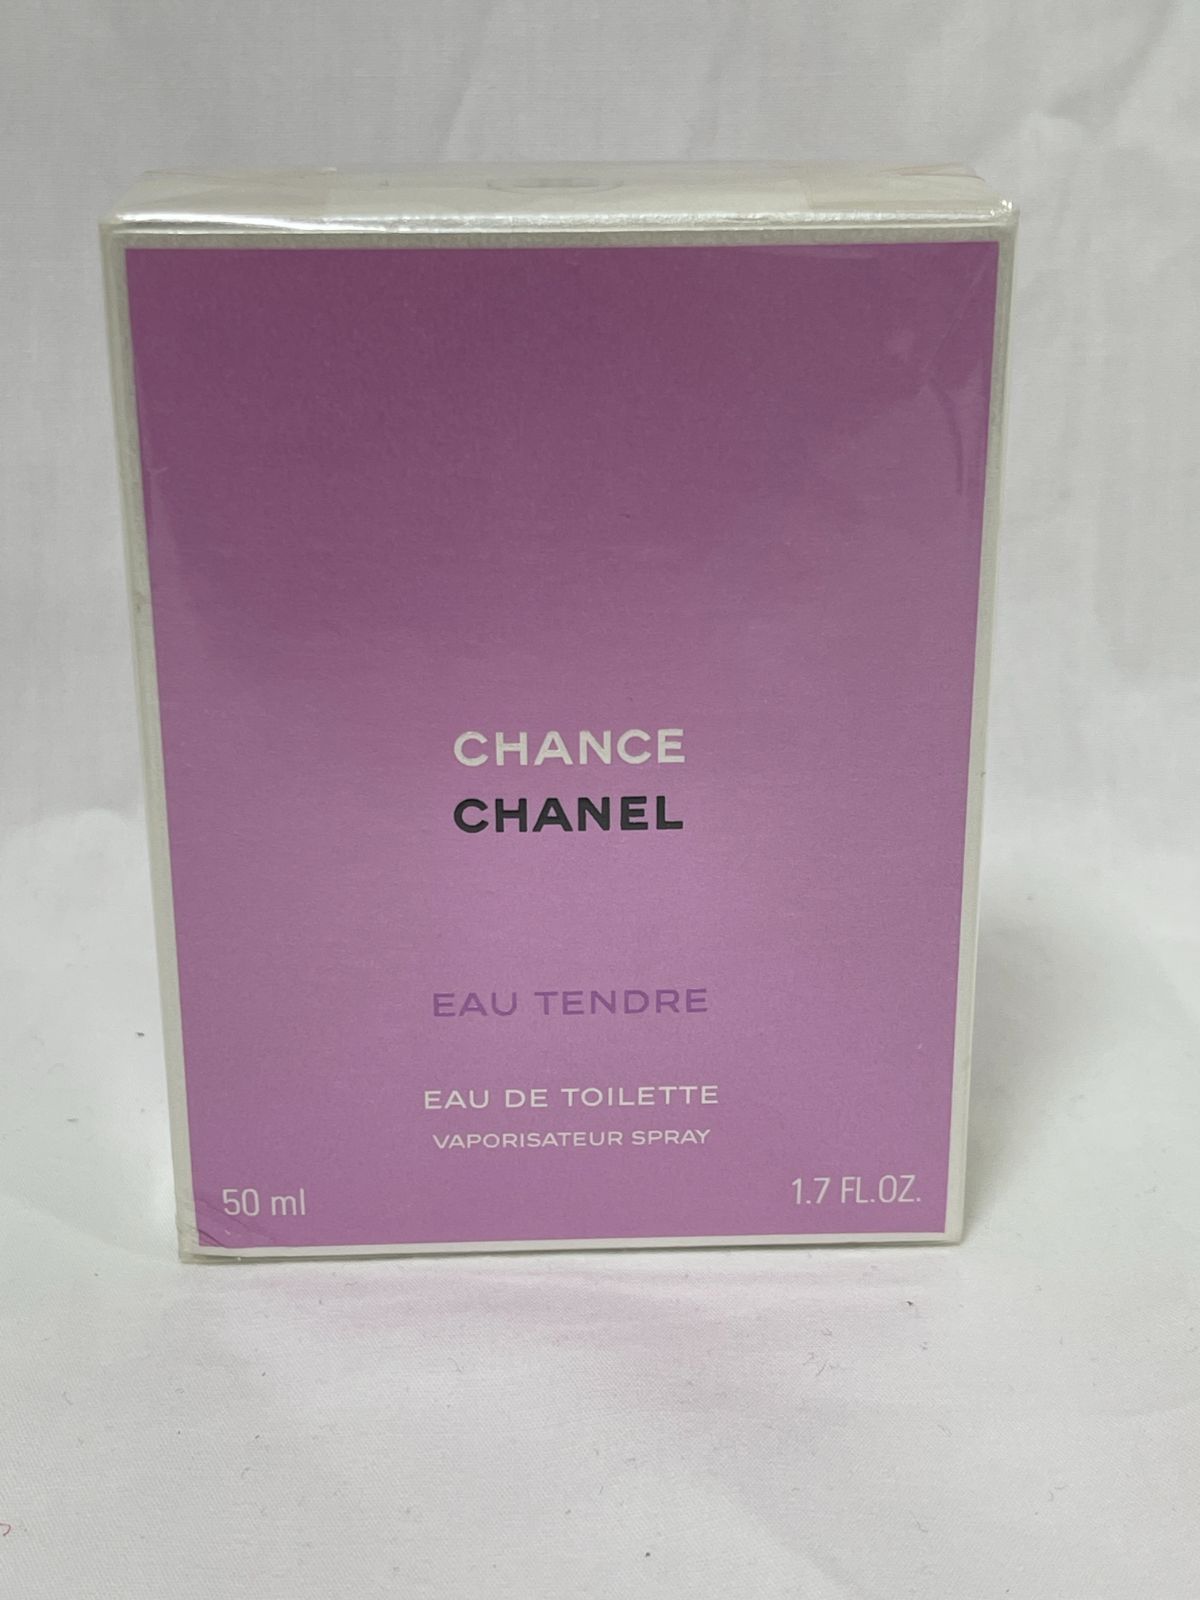 CHANCE
CHANEL
EAU TENDRE
EAU DE TOILETTE
VAPORISATEUR SPRAY
50 ml
1.7 FL.OZ.